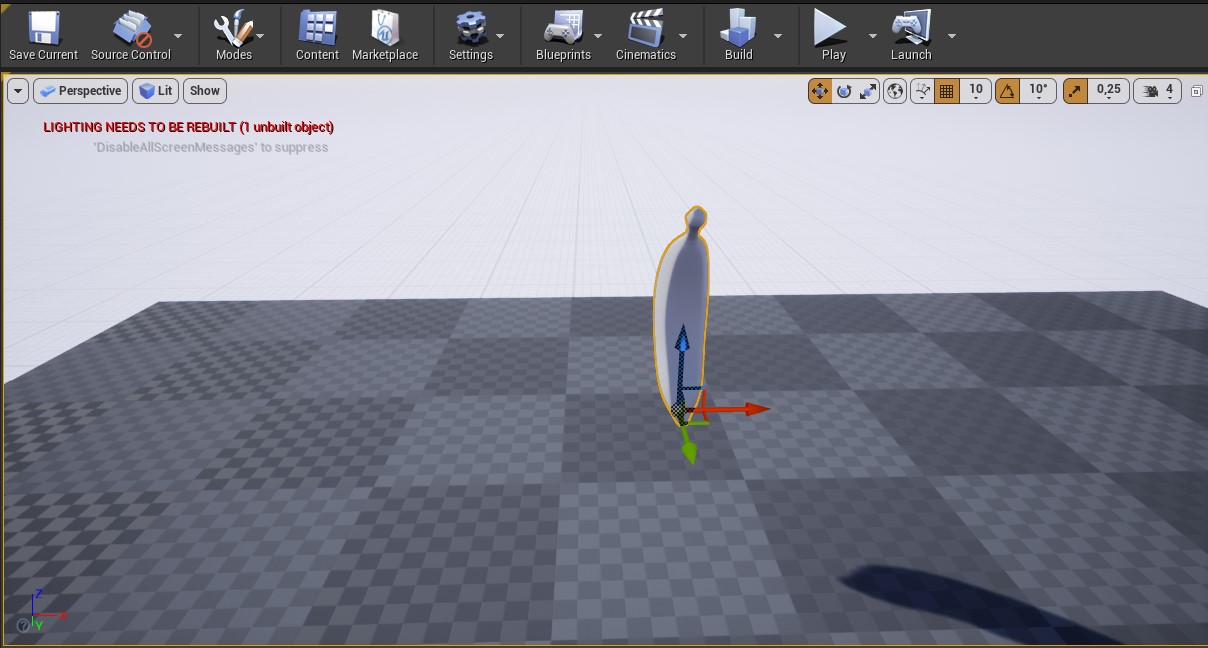 Save Current Source Control Modes Content Marketplace Settings Blueprints Cinematics Build Play Launch
Perspective Lit Show 10 10° 0,25 4
LIGHTING NEEDS TO BE REBUILT (1 unbuilt object)
'DisableAllScreenMessages' to suppress
Z
X
? Y